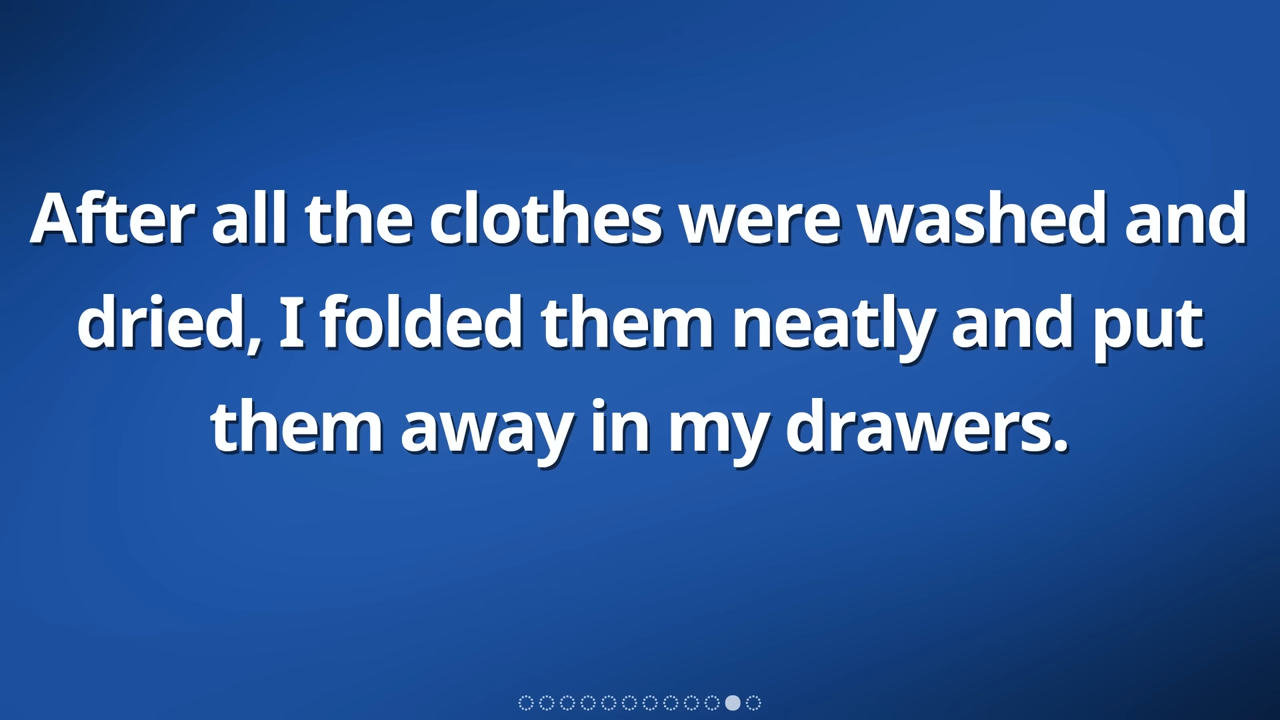 After all the clothes were washed and
dried, I folded them neatly and put
them away in my drawers.